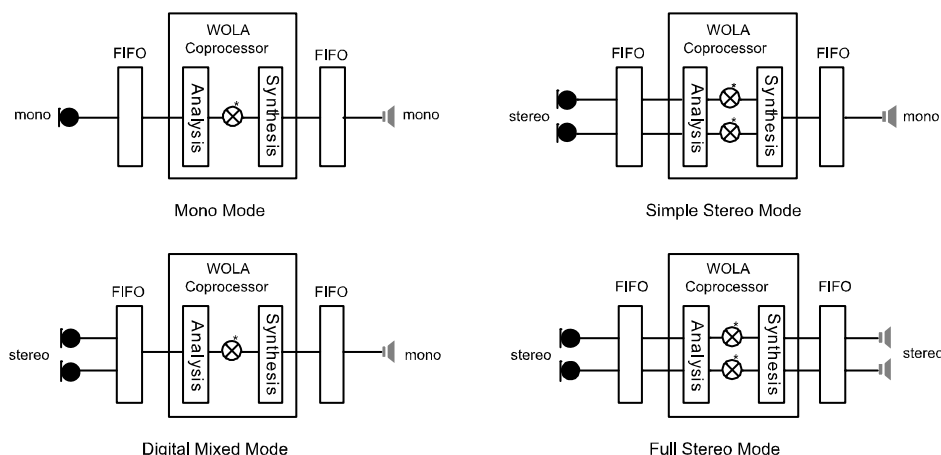 WOLA
Coprocessor
FIFO
FIFO
mono
Analysis
*
Synthesis
mono
Mono Mode
WOLA
Coprocessor
FIFO
FIFO
stereo
Analysis
*
*
Synthesis
mono
Simple Stereo Mode
WOLA
Coprocessor
FIFO
FIFO
stereo
Analysis
*
Synthesis
mono
Digital Mixed Mode
WOLA
Coprocessor
FIFO
FIFO
stereo
Analysis
*
*
Synthesis
stereo
Full Stereo Mode